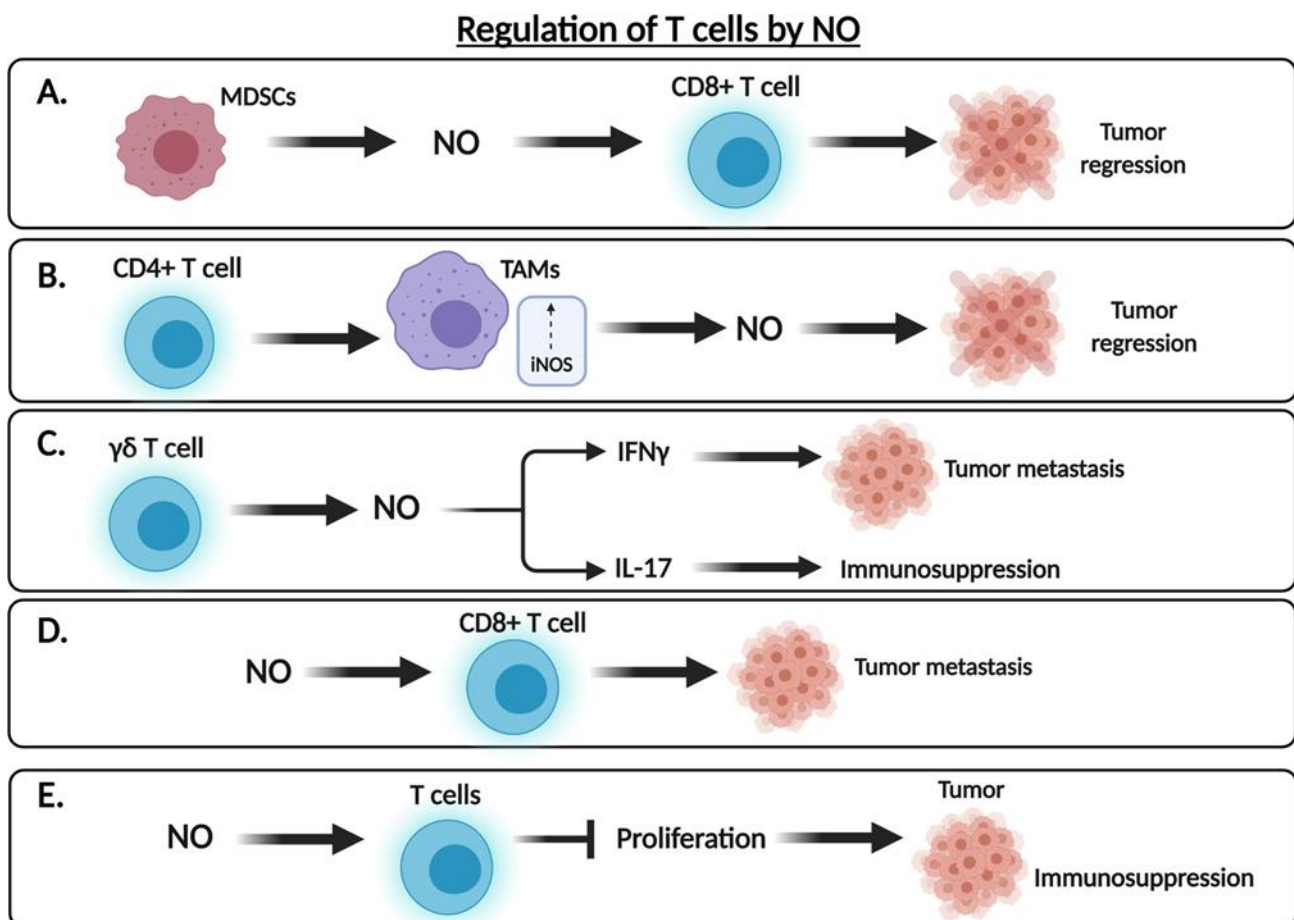 Regulation of T cells by NO
A.
MDSCs
NO
CD8+ T cell
Tumor
regression
B.
CD4+ T cell
TAMs
iNOS
NO
Tumor
regression
C.
γδ T cell
NO
IFNγ
Tumor metastasis
IL-17
Immunosuppression
D.
NO
CD8+ T cell
Tumor metastasis
E.
NO
T cells
Proliferation
Tumor
Immunosuppression